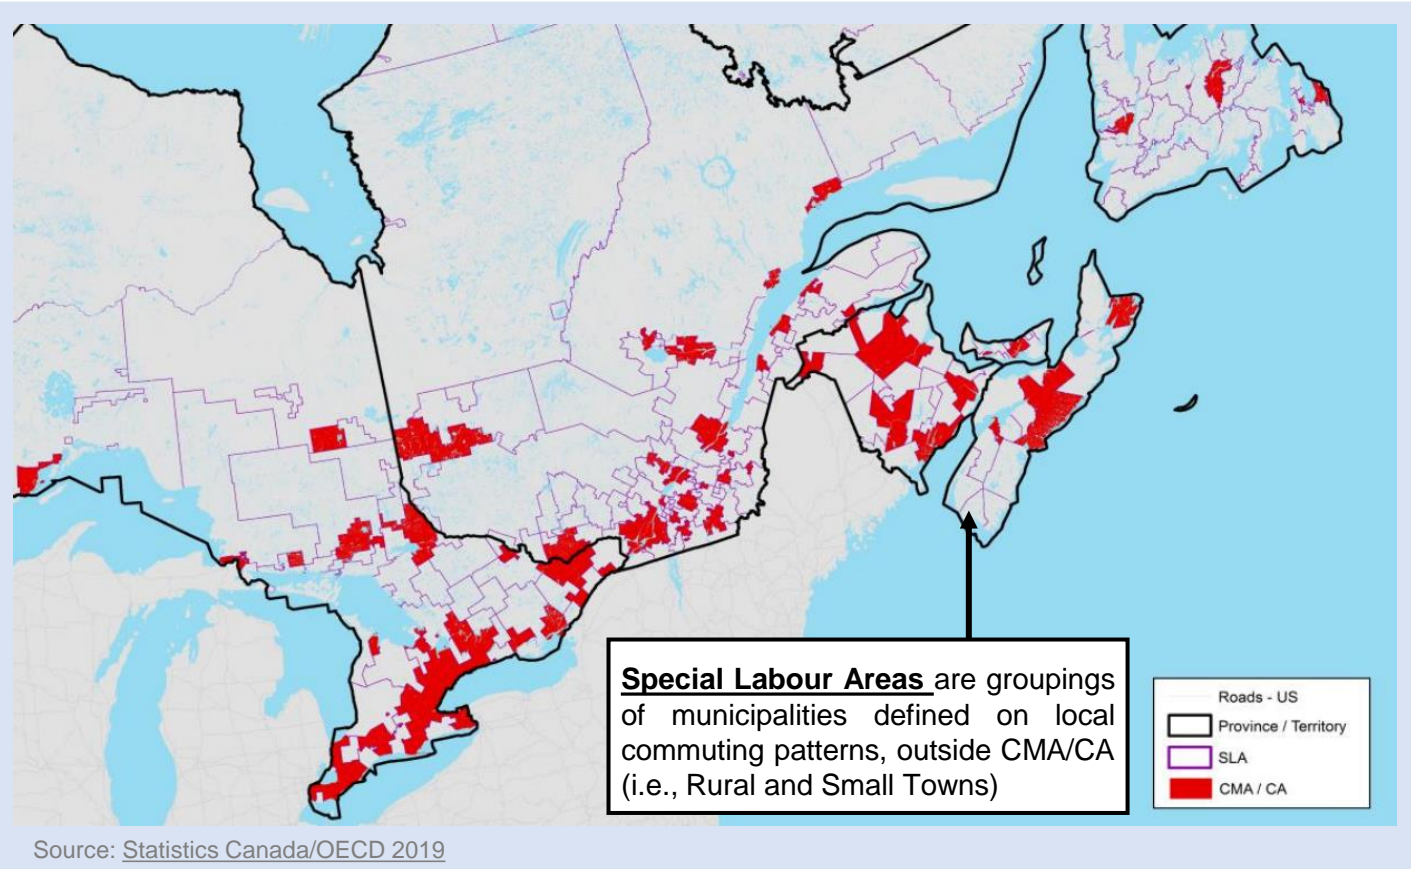 Special Labour Areas are groupings
of municipalities defined on local
commuting patterns, outside CMA/CA
(i.e., Rural and Small Towns)
Roads - US
Province / Territory
SLA
CMA / CA
Source: Statistics Canada/OECD 2019